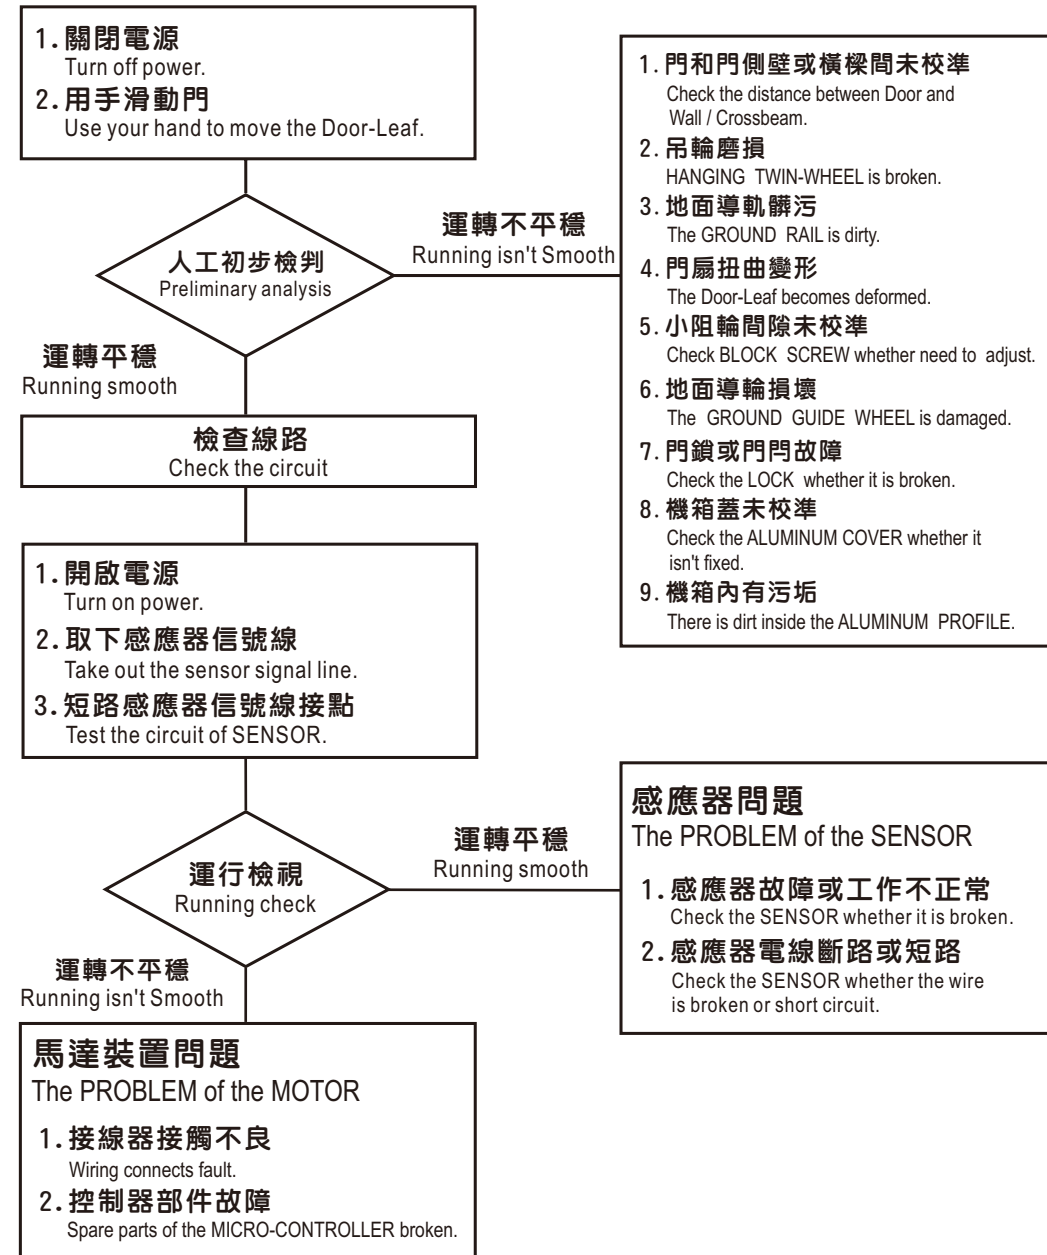 1. 關閉電源
Turn off power.
2. 用手滑動門
Use your hand to move the Door-Leaf.
人工初步檢判
Preliminary analysis
運轉不平穩
Running isn't Smooth
1. 門和門側壁或橫樑間未校準
Check the distance between Door and
Wall / Crossbeam.
2. 吊輪磨損
HANGING TWIN-WHEEL is broken.
3. 地面導軌髒污
The GROUND RAIL is dirty.
4. 門扇扭曲變形
The Door-Leaf becomes deformed.
5. 小阻輪間隙未校準
Check BLOCK SCREW whether need to adjust.
6. 地面導輪損壞
The GROUND GUIDE WHEEL is damaged.
7. 門鎖或門閂故障
Check the LOCK whether it is broken.
8. 機箱蓋未校準
Check the ALUMINUM COVER whether it
isn't fixed.
9. 機箱內有污垢
There is dirt inside the ALUMINUM PROFILE.
運轉平穩
Running smooth
檢查線路
Check the circuit
1. 開啟電源
Turn on power.
2. 取下感應器信號線
Take out the sensor signal line.
3. 短路感應器信號線接點
Test the circuit of SENSOR.
運行檢視
Running check
運轉平穩
Running smooth
感應器問題
The PROBLEM of the SENSOR
1. 感應器故障或工作不正常
Check the SENSOR whether it is broken.
2. 感應器電線斷路或短路
Check the SENSOR whether the wire
is broken or short circuit.
運轉不平穩
Running isn't Smooth
馬達裝置問題
The PROBLEM of the MOTOR
1. 接線器接觸不良
Wiring connects fault.
2. 控制器部件故障
Spare parts of the MICRO-CONTROLLER broken.